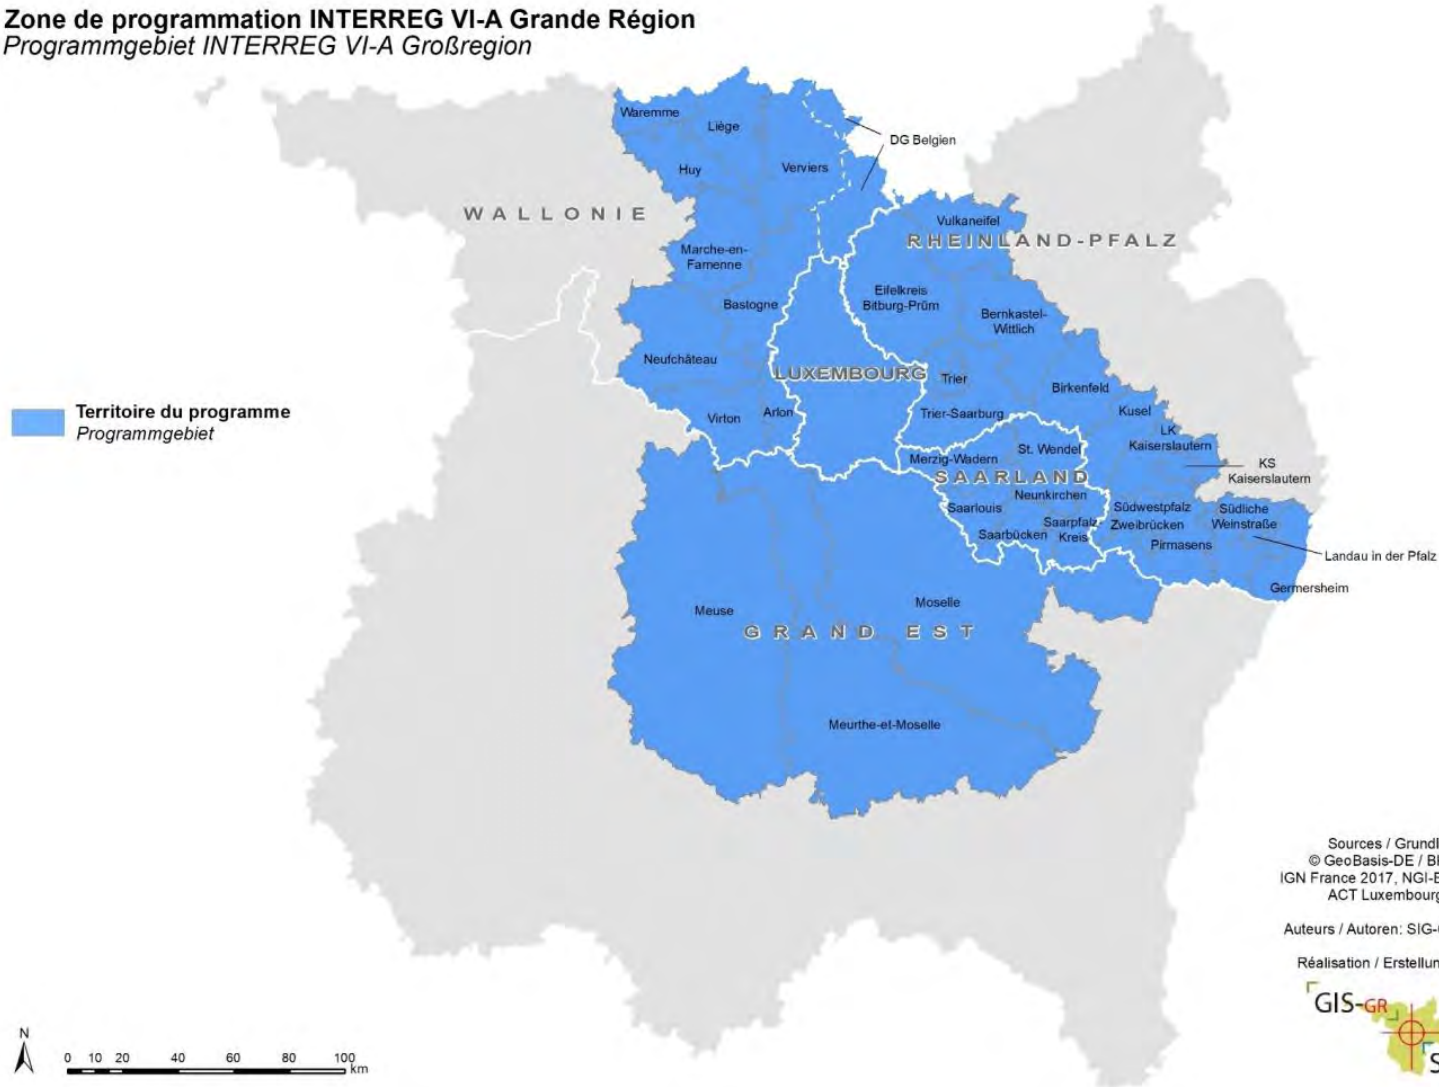 Zone de programmation INTERREG VI-A Grande Région
Programmgebiet INTERREG VI-A Großregion
Waremme
Liège
DG Belgien
Huy
Verviers
WALLONIE
Vulkaneifel
RHEINLAND-PFALZ
Marche-en-
Famenne
Eifelkreis
Bitburg-Prüm
Bastogne
Bernkastel-
Wittlich
Neufchâteau
LUXEMBOURG
Trier
Birkenfeld
Territoire du programme
Programmgebiet
Virton
Arlon
Trier-Saarburg
Kusel
LK
Kaiserslautern
St. Wendel
Merzig-Wadern
KS
Kaiserslautern
SAARLAND
Neunkirchen
Saarlouis
Südwestpfalz
Südliche
Weinstraße
Saarpfalz-
Kreis
Zweibrücken
Saarbücken
Pirmasens
Landau in der Pfalz
Germersheim
Meuse
Moselle
GRAND EST
Meurthe-et-Moselle
Sources / Grundl
© GeoBasis-DE / B
IGN France 2017, NGI-
ACT Luxembourg
Auteurs / Autoren: SIG-
Réalisation / Erstellun
GIS-GR
S
N
0 10 20 40 60 80 100
km